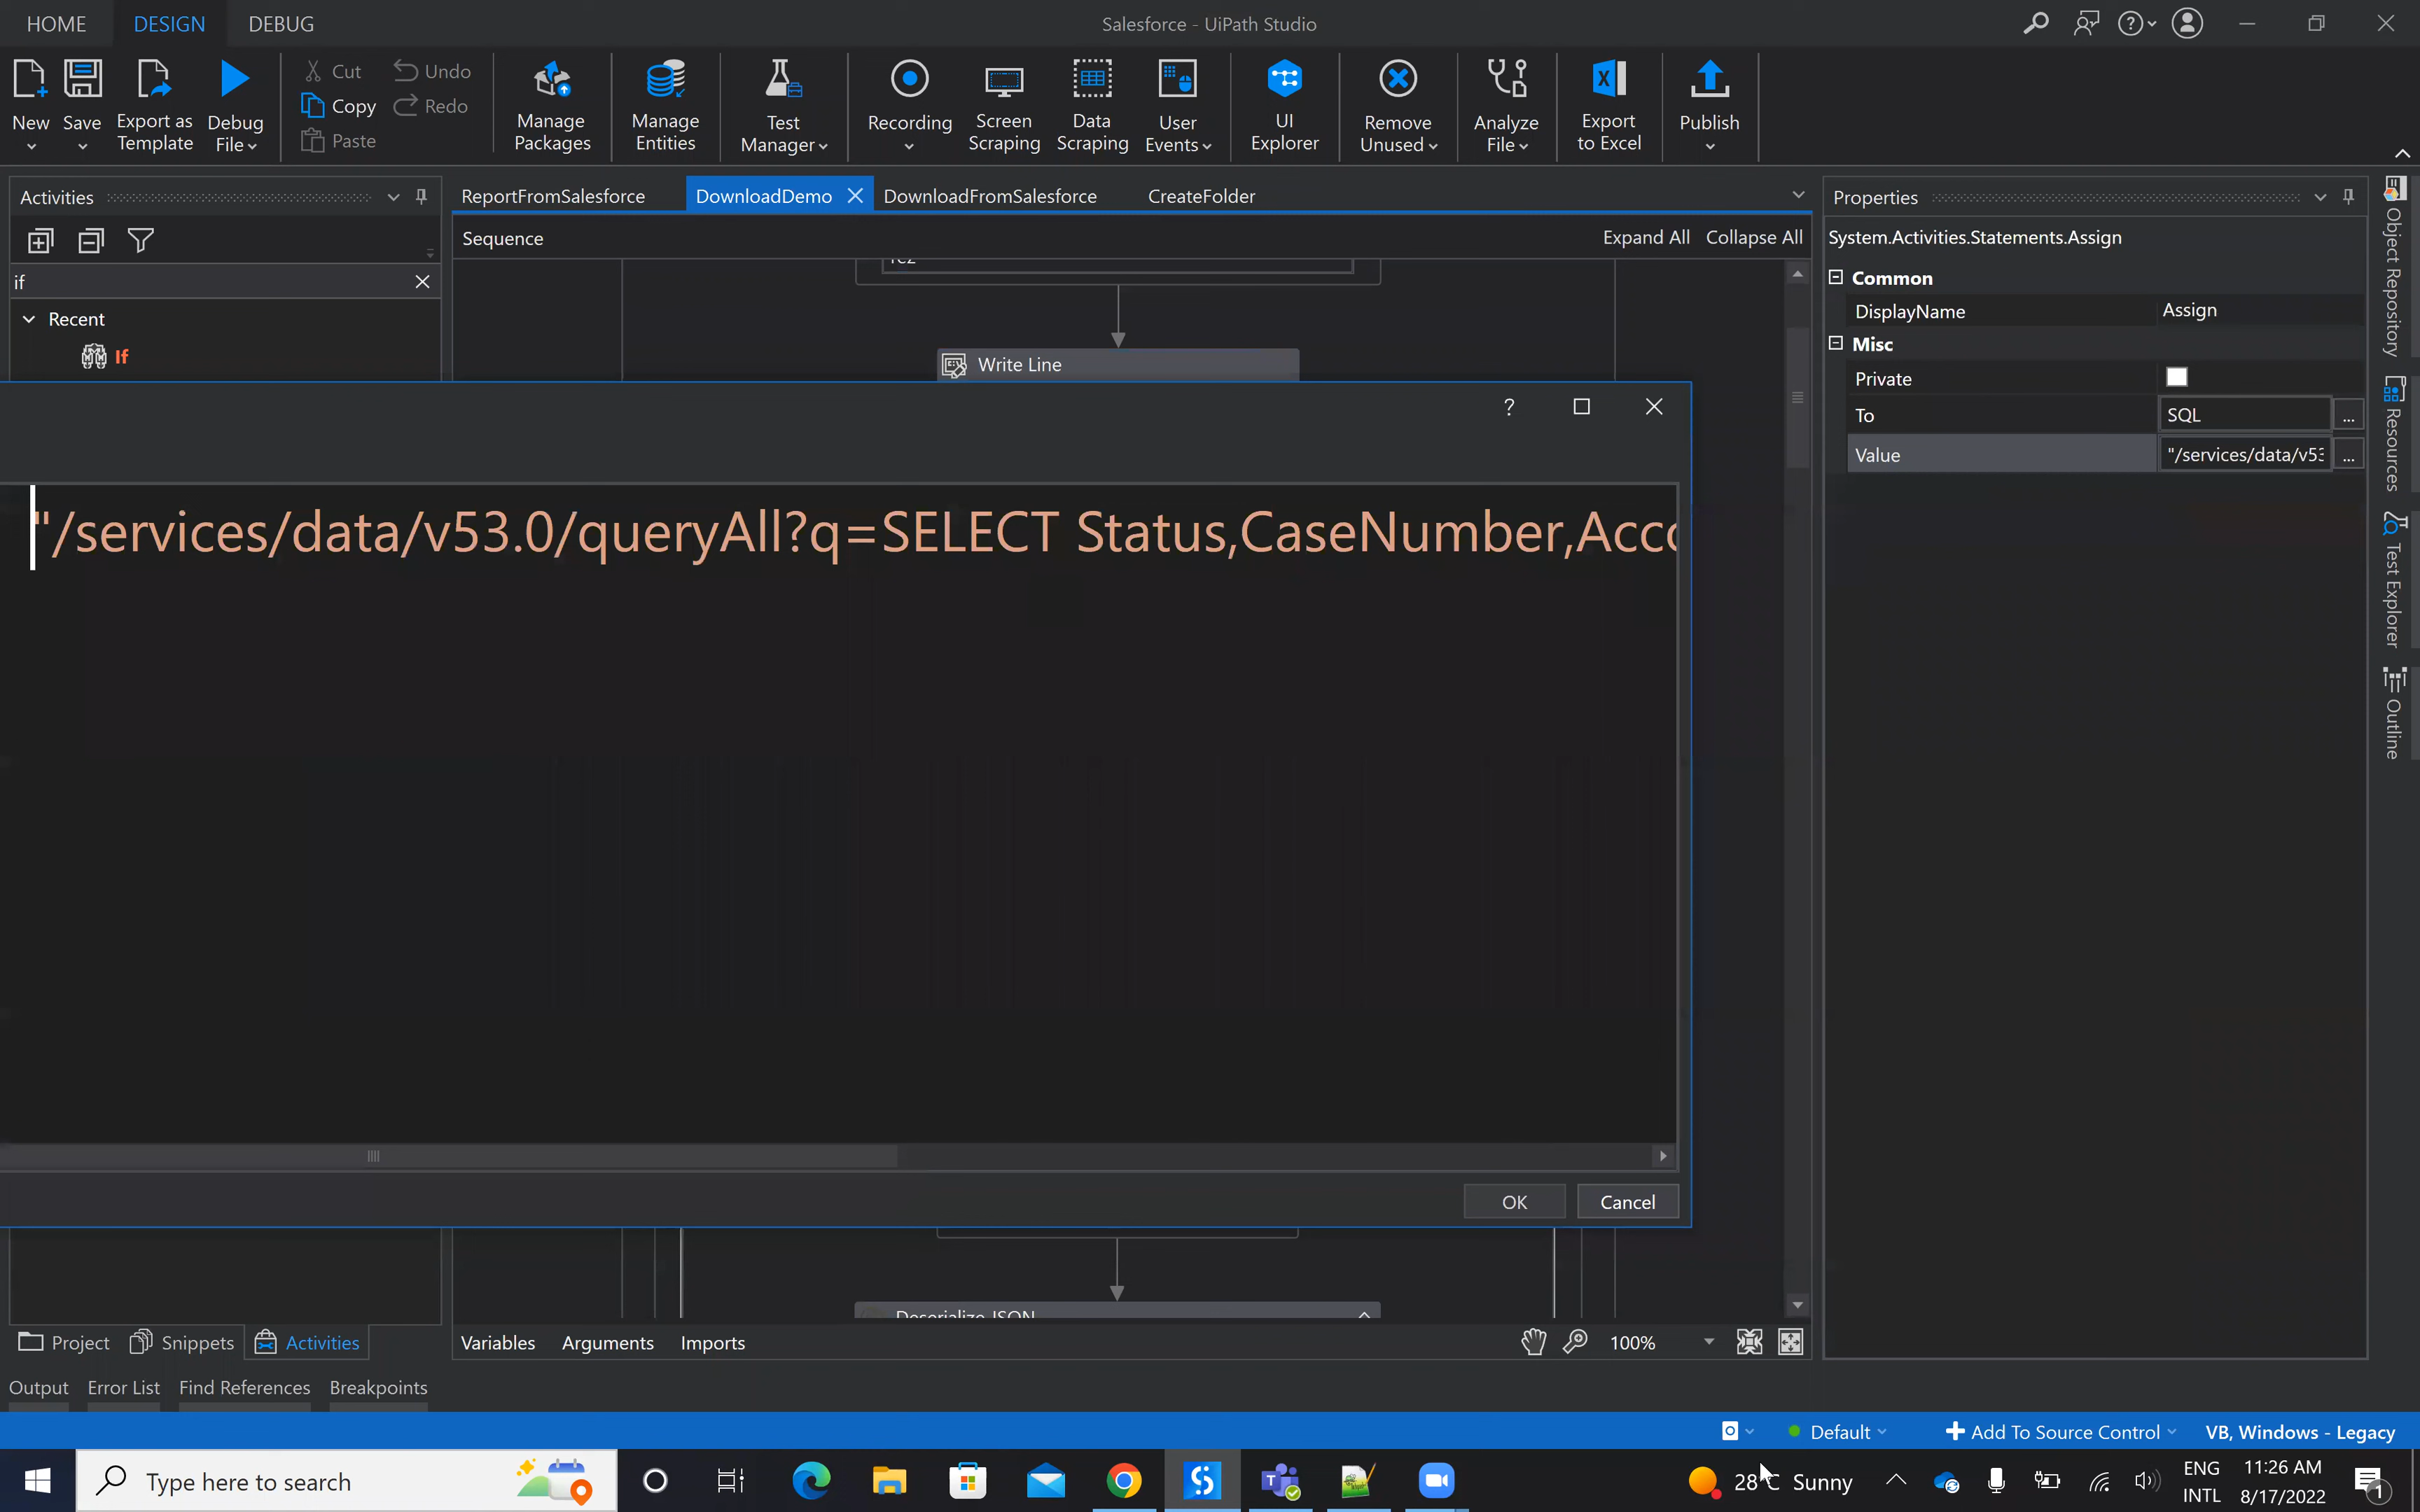 HOME DESIGN DEBUG
Salesforce - UiPath Studio
New
Save
Export as
Template
Debug
File
Cut
Copy
Paste
Undo
Redo
Manage
Packages
Manage
Entities
Test
Manager
Recording
Screen
Scraping
Data
Scraping
User
Events
UI
Explorer
Remove
Unused
Analyze
File
Export
to Excel
Publish
Activities
if
Recent
If
ReportFromSalesforce DownloadDemo DownloadFromSalesforce CreateFolder
Sequence Expand All Collapse All
Write Line
"/services/data/v53.0/queryAll?q=SELECT Status,CaseNumber,Acco
OK Cancel
Deserialize JSON
Properties
System.Activities.Statements.Assign
Common
DisplayName Assign
Misc
Private
To SQL ...
Value "/services/data/v53 ...
Object Repository
Resources
Test Explorer
Outline
Project Snippets Activities
Variables Arguments Imports 100%
Output Error List Find References Breakpoints
Default Add To Source Control VB, Windows - Legacy
Type here to search
28°C Sunny
ENG
INTL
11:26 AM
8/17/2022
1